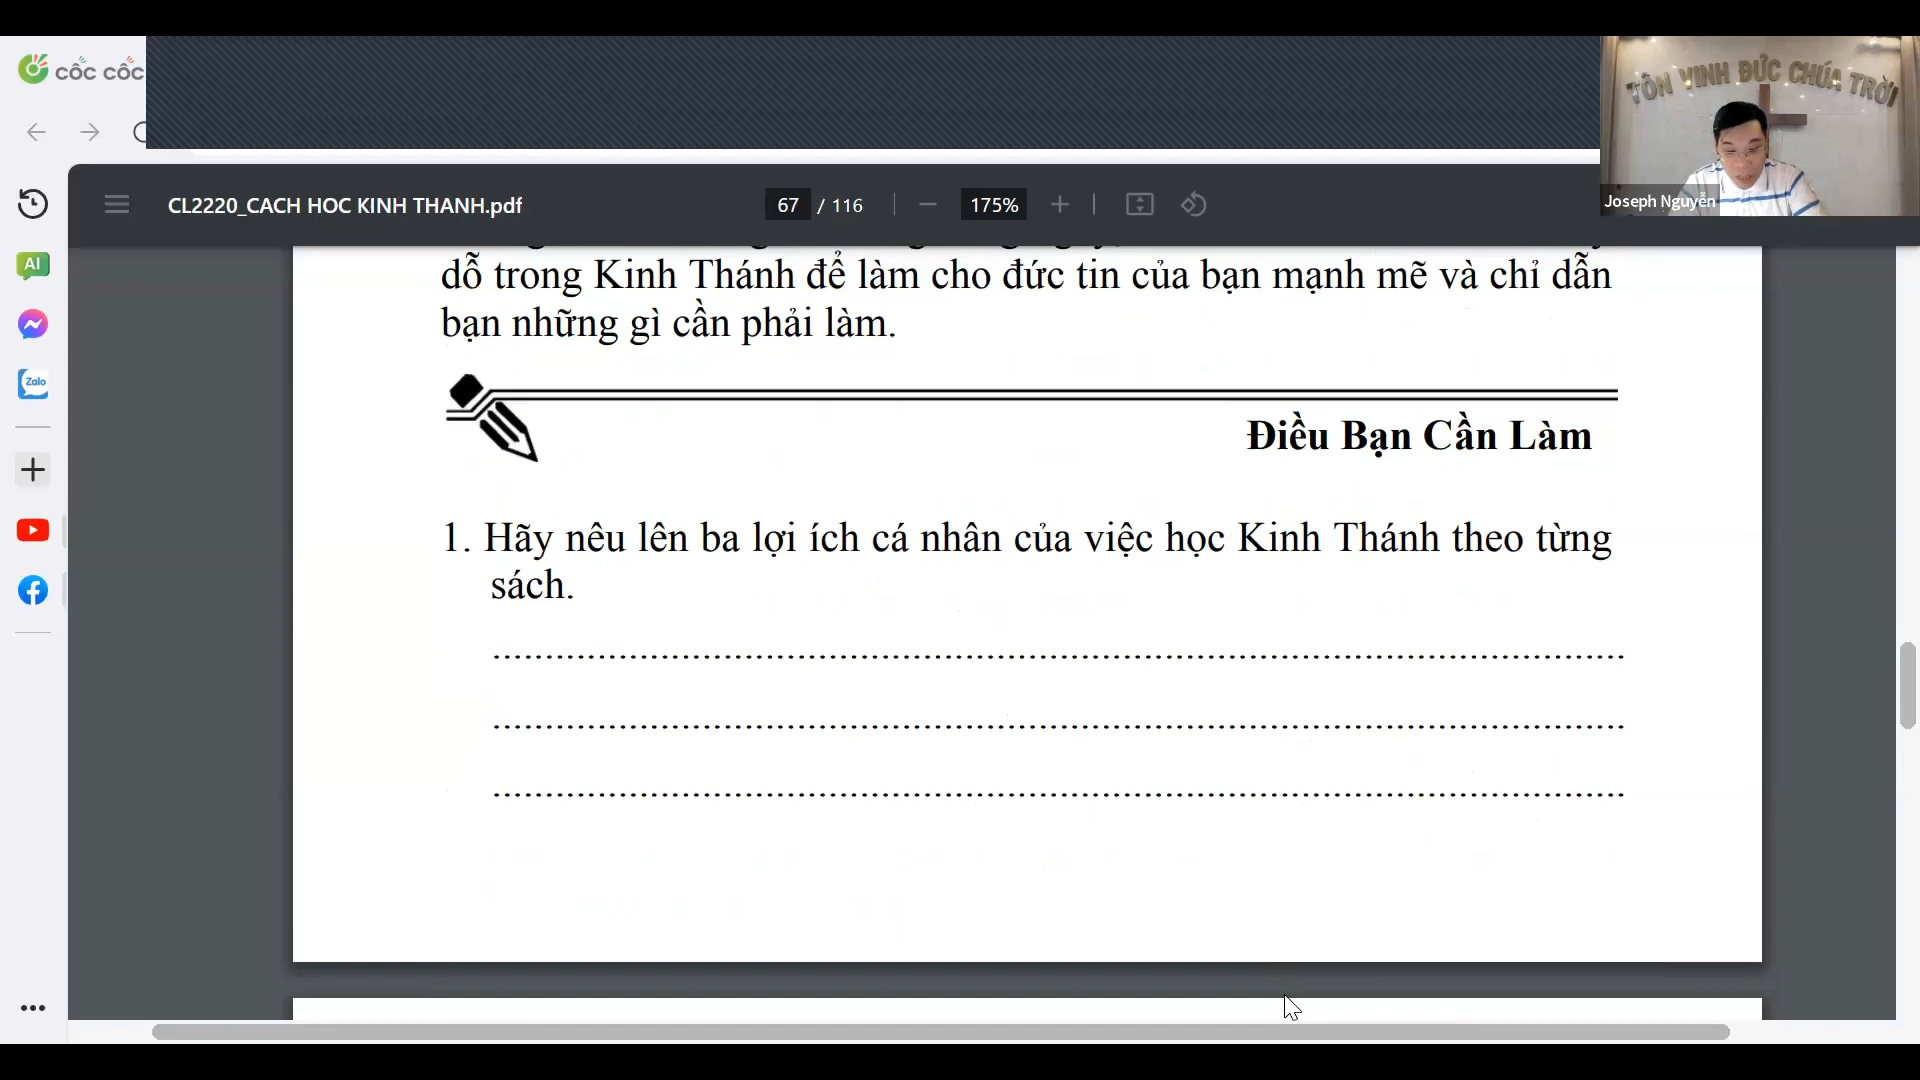 cốc cốc
TÔN VINH ĐỨC CHÚA TRỜI
Joseph Nguyễn
AI
Zalo
CL2220_CACH HOC KINH THANH.pdf
67 / 116
175%
dỗ trong Kinh Thánh để làm cho đức tin của bạn mạnh mẽ và chỉ dẫn
bạn những gì cần phải làm.
Điều Bạn Cần Làm
1. Hãy nêu lên ba lợi ích cá nhân của việc học Kinh Thánh theo từng
sách.